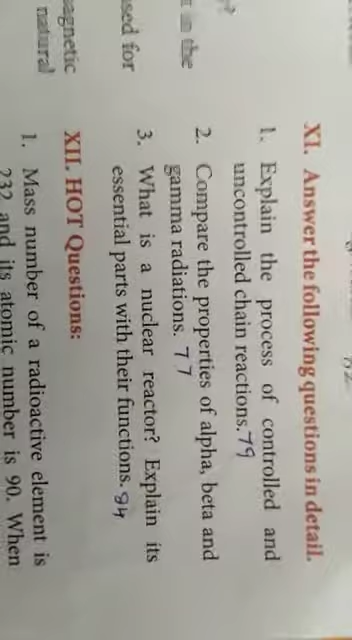 XI. Answer the following questions in detail.
1. Explain the process of controlled and
uncontrolled chain reactions. 79
2. Compare the properties of alpha, beta and
gamma radiations. 77
3. What is a nuclear reactor? Explain its
essential parts with their functions. 84
XII. HOT Questions:
1. Mass number of a radioactive element is
232 and its atomic number is 90. When
in the
used for
agnetic
natural